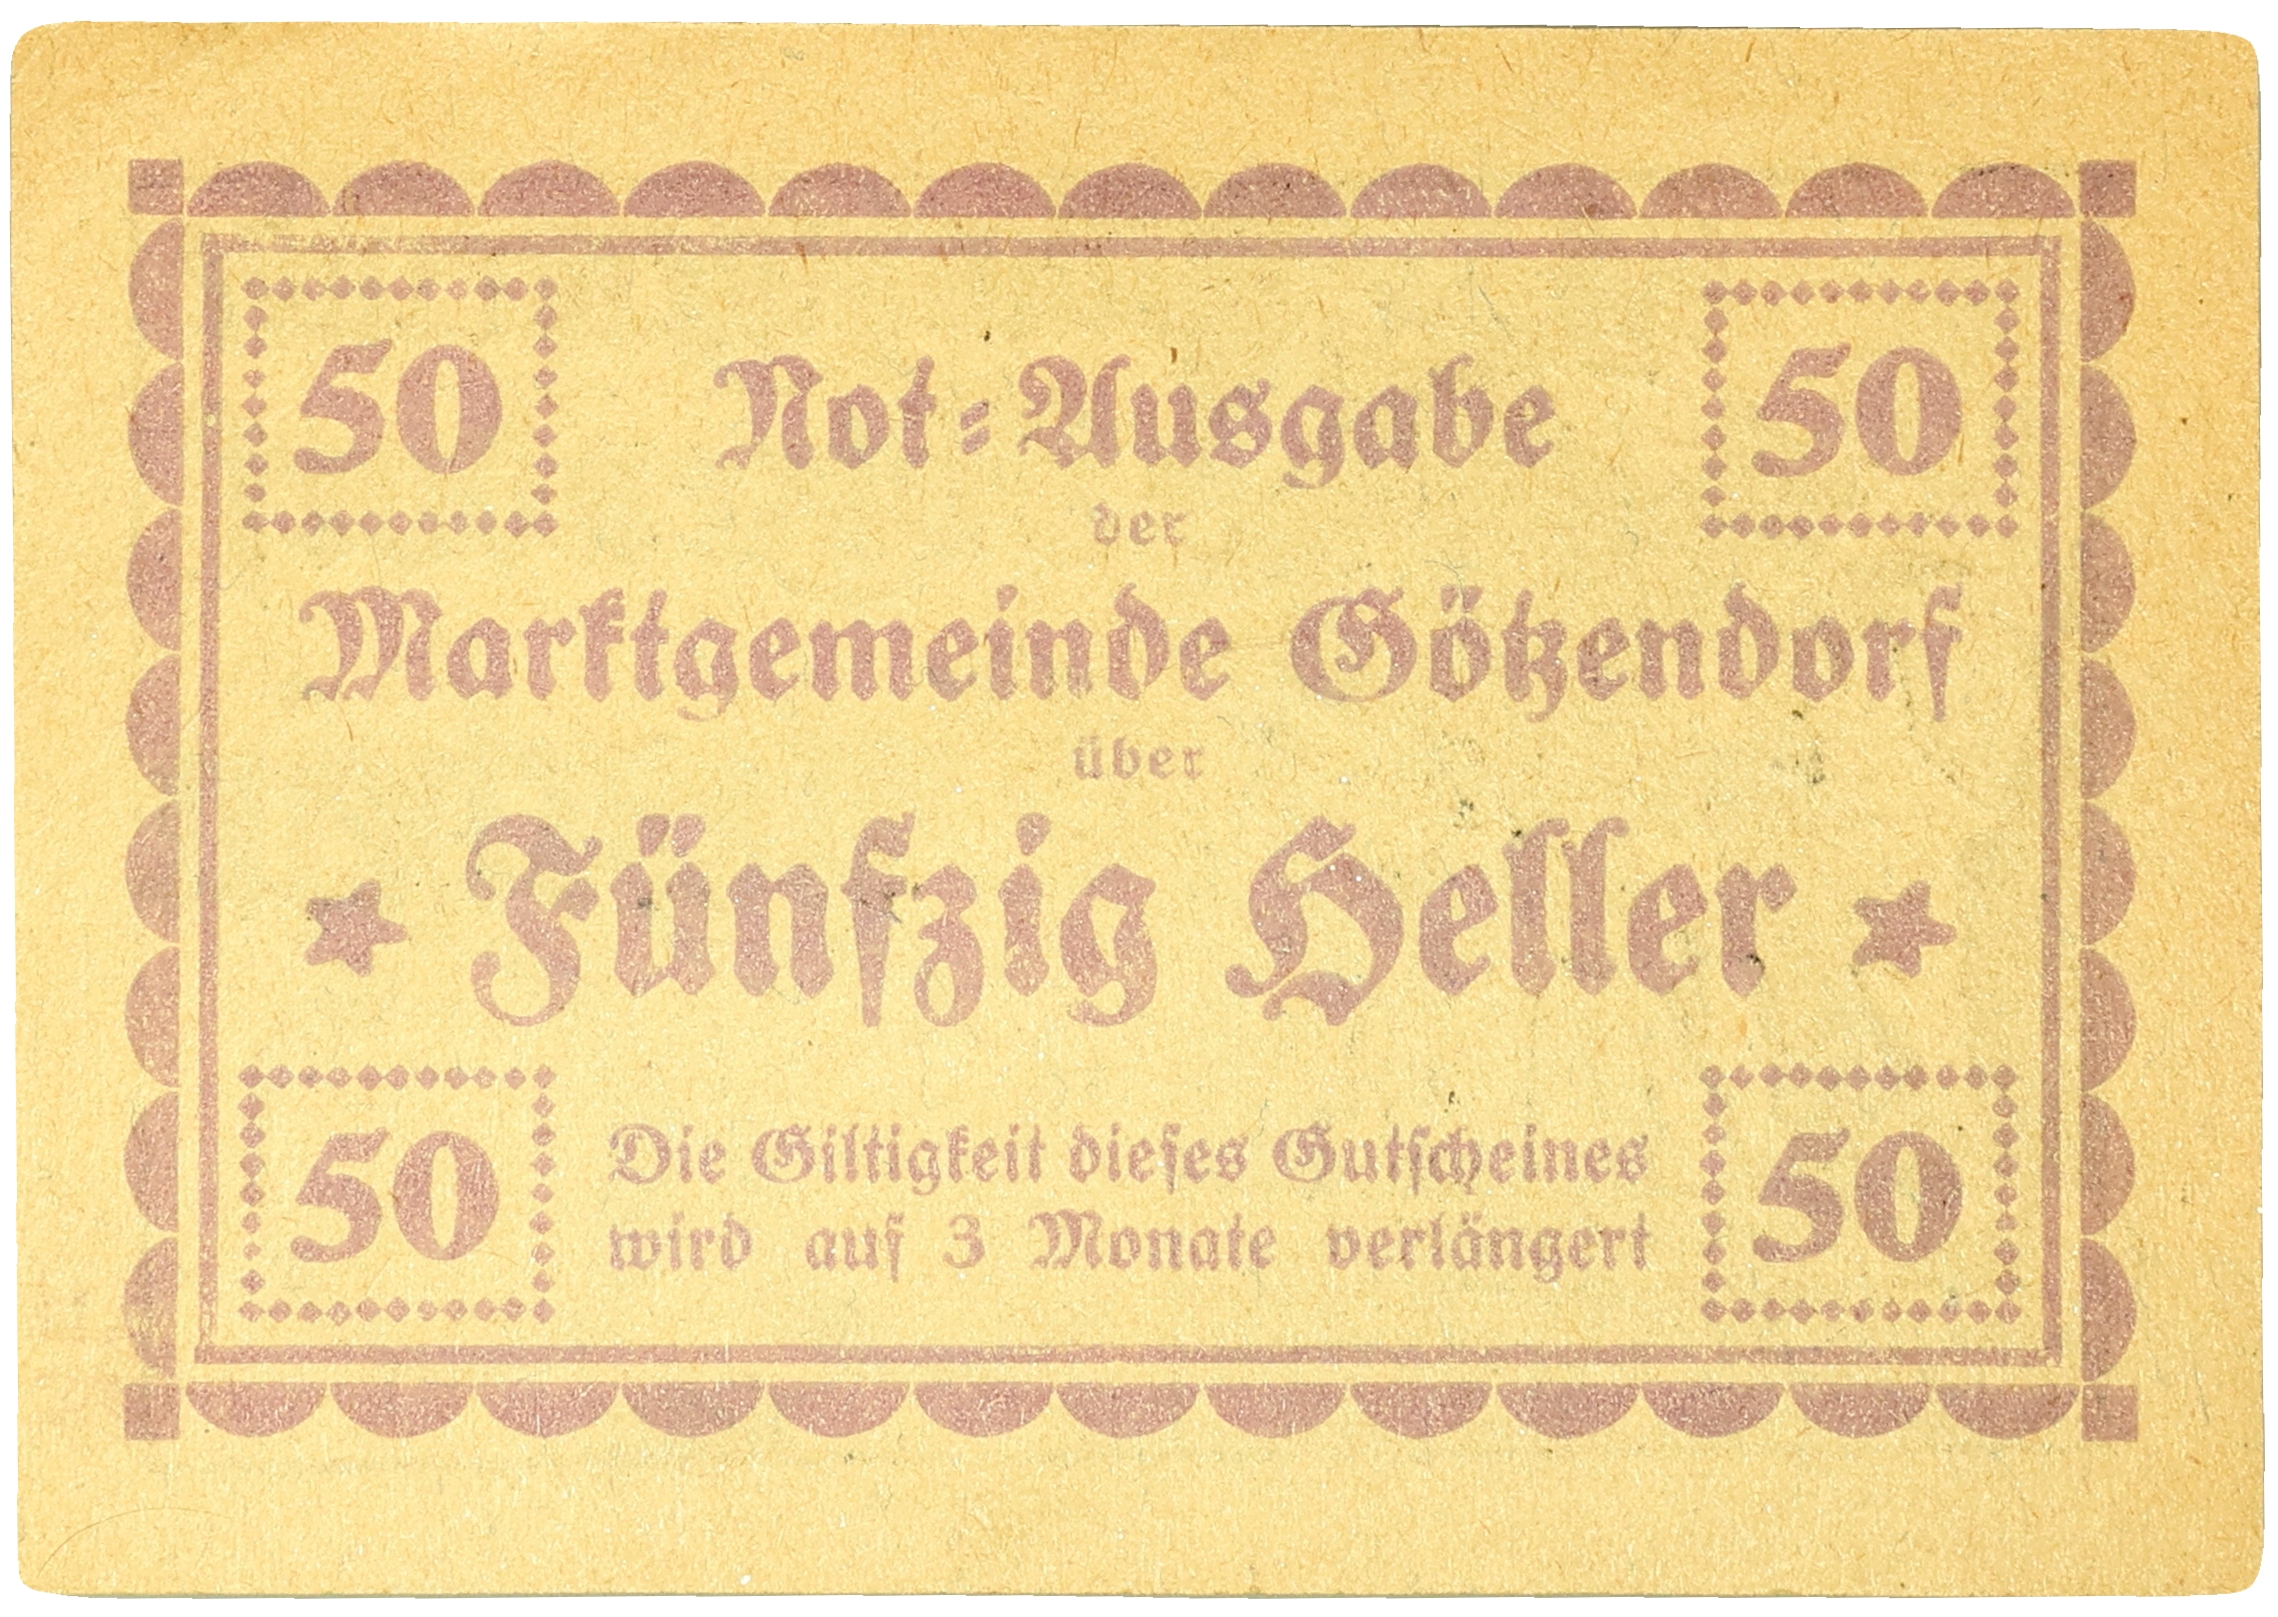 50 50
Not-Ausgabe
der
Marktgemeinde Götzendorf
über
Fünfzig Heller
50 50
Die Giltigkeit dieses Gutscheines
wird auf 3 Monate verlängert